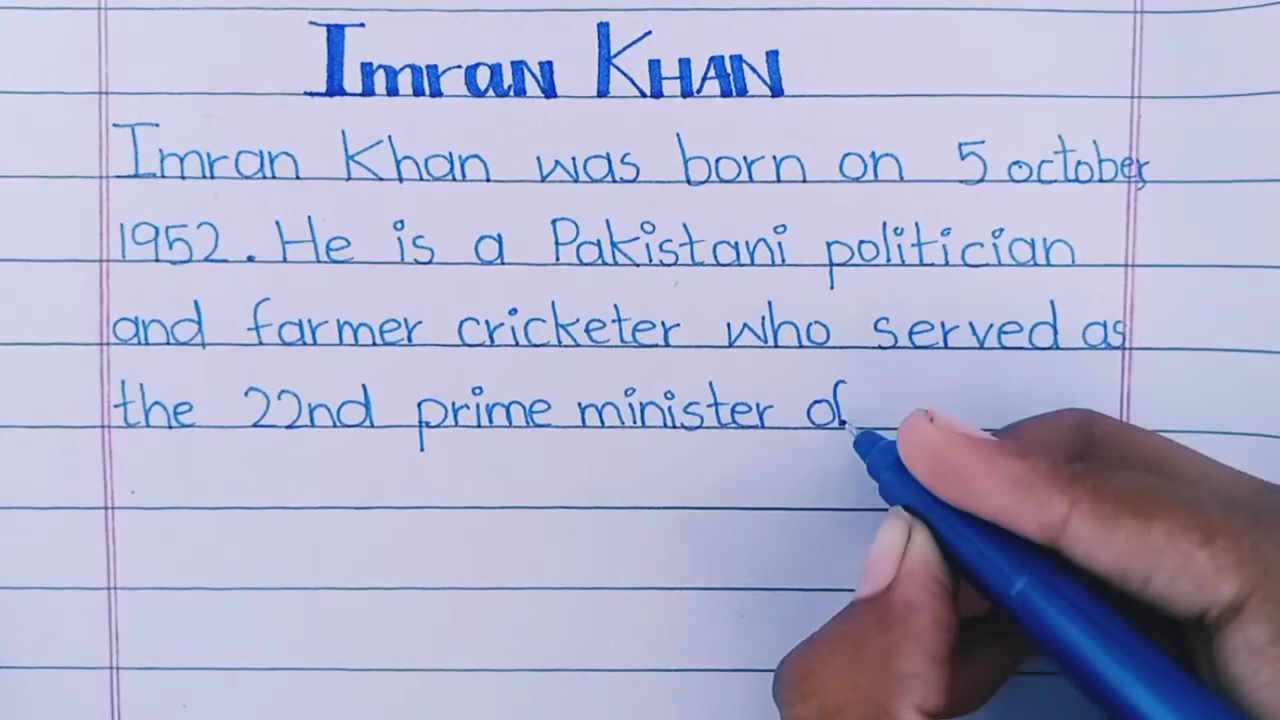 Imran Khan
Imran Khan was born on 5 october
1952. He is a Pakistani politician
and farmer cricketer who served as
the 22nd prime minister of